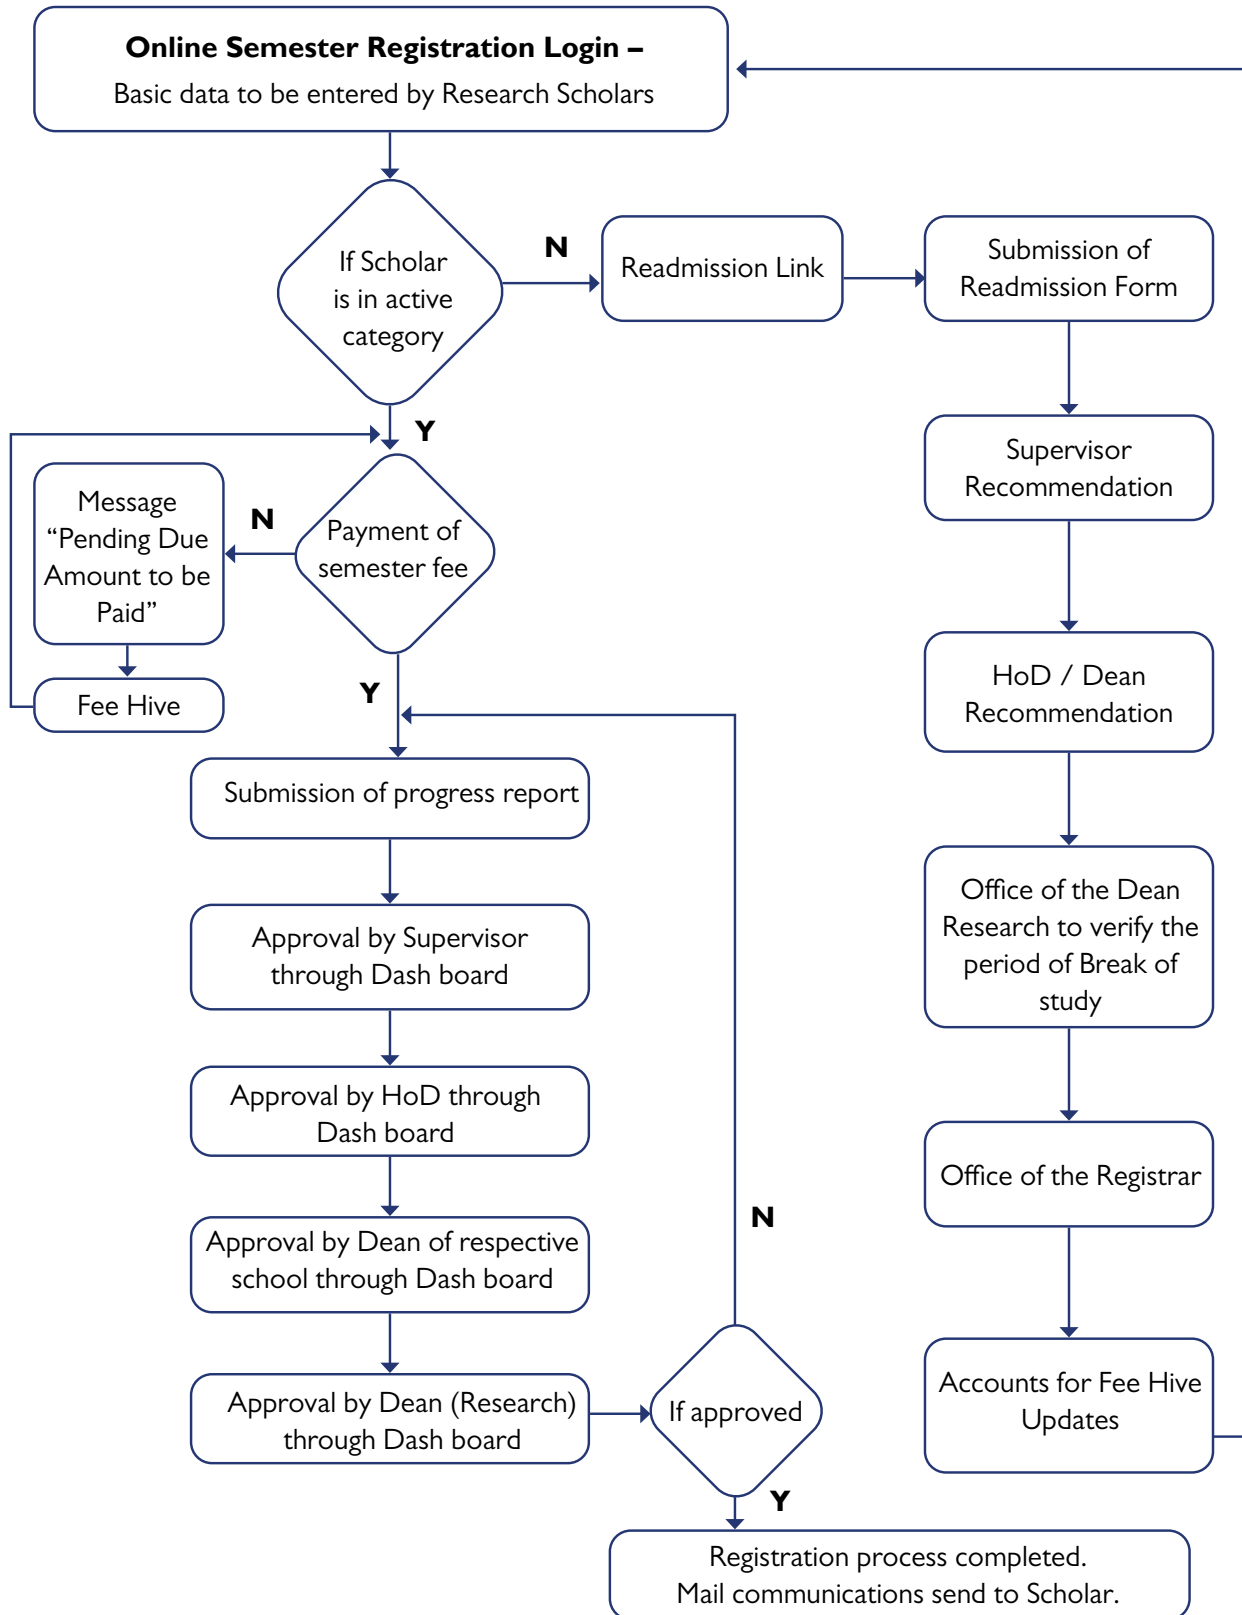 Online Semester Registration Login –
Basic data to be entered by Research Scholars
If Scholar
is in active
category
N
Readmission Link
Submission of
Readmission Form
Y
Supervisor
Recommendation
Message
“Pending Due
Amount to be
Paid”
N
Payment of
semester fee
Fee Hive
Y
HoD / Dean
Recommendation
Submission of progress report
Approval by Supervisor
through Dash board
Office of the Dean
Research to verify the
period of Break of
study
Approval by HoD through
Dash board
Office of the Registrar
Approval by Dean of respective
school through Dash board
N
Approval by Dean (Research)
through Dash board
If approved
Accounts for Fee Hive
Updates
Y
Registration process completed.
Mail communications send to Scholar.